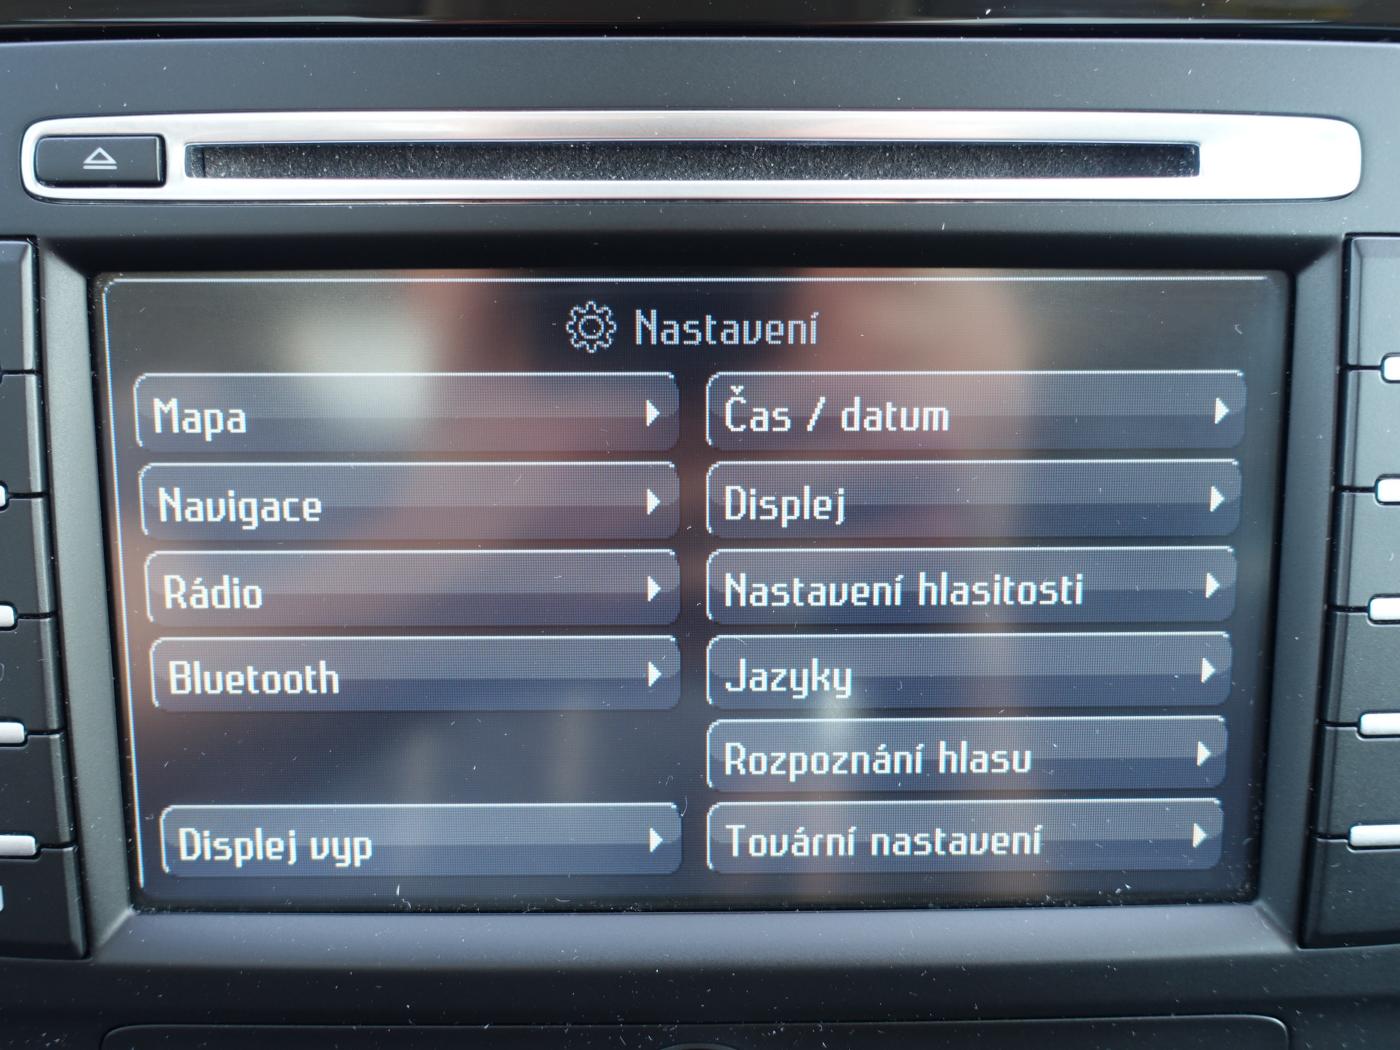 Nastavení
Mapa
Čas / datum
Navigace
Displej
Rádio
Nastavení hlasitosti
Bluetooth
Jazyky
Rozpoznání hlasu
Displej vyp
Tovární nastavení